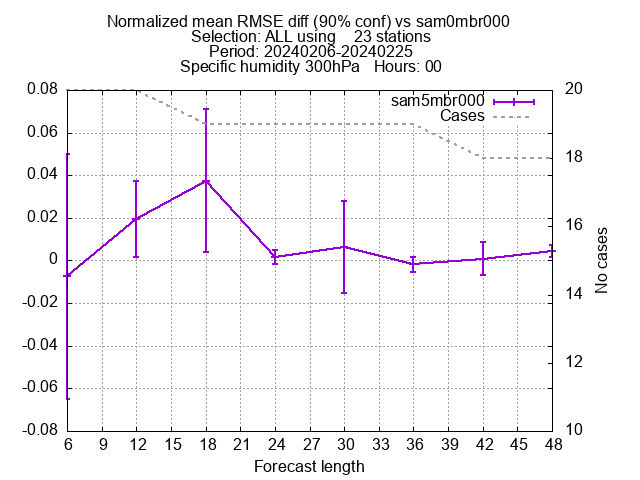 Normalized mean RMSE diff (90% conf) vs sam0mbr000
Selection: ALL using    23 stations
Period: 20240206-20240225
Specific humidity 300hPa   Hours: 00
sam5mbr000
Cases
0.08
0.06
0.04
0.02
0
-0.02
-0.04
-0.06
-0.08
20
18
16
14
12
10
No cases
6 9 12 15 18 21 24 27 30 33 36 39 42 45 48
Forecast length